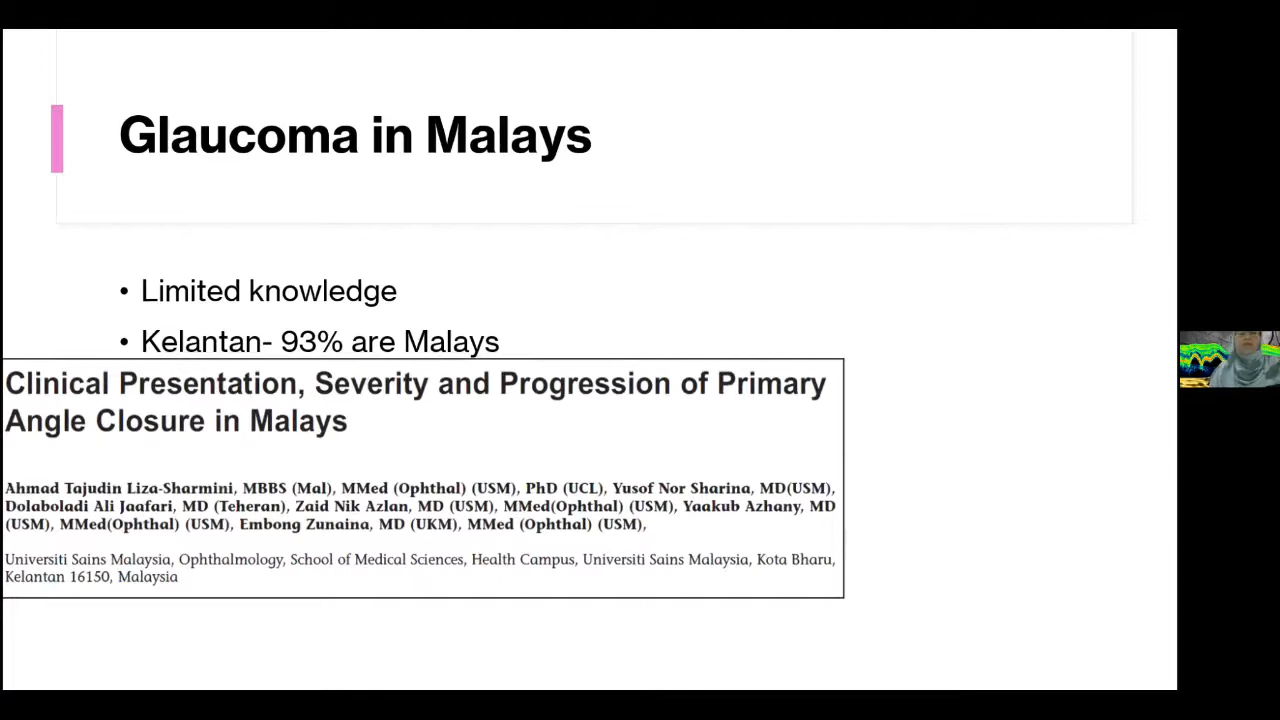 Glaucoma in Malays
• Limited knowledge
• Kelantan- 93% are Malays
Clinical Presentation, Severity and Progression of Primary
Angle Closure in Malays
Ahmad Tajudin Liza-Sharmini, MBBS (Mal), MMed (Ophthal) (USM), PhD (UCL), Yusof Nor Sharina, MD(USM),
Dolaboladi Ali Jaafari, MD (Teheran), Zaid Nik Azlan, MD (USM), MMed(Ophthal) (USM), Yaakub Azhany, MD
(USM), MMed(Ophthal) (USM), Embong Zunaina, MD (UKM), MMed (Ophthal) (USM),
Universiti Sains Malaysia, Ophthalmology, School of Medical Sciences, Health Campus, Universiti Sains Malaysia, Kota Bharu,
Kelantan 16150, Malaysia